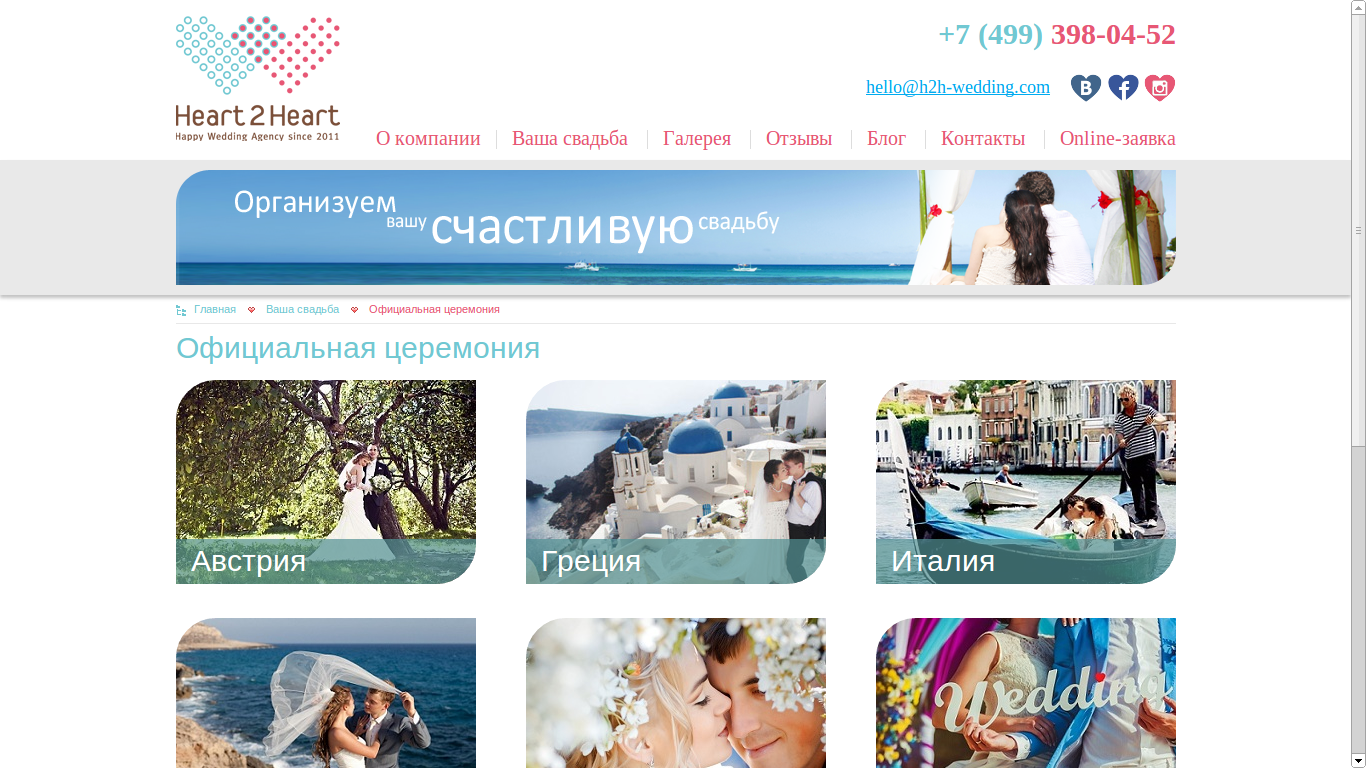 +7 (499) 398-04-52
hello@h2h-wedding.com
Heart 2 Heart
Happy Wedding Agency since 2011
О компании
Ваша свадьба
Галерея
Отзывы
Блог
Контакты
Online-заявка
Организуем
вашу счастливую свадьбу
Главная
Ваша свадьба
Официальная церемония
Официальная церемония
Австрия
Греция
Италия
Wedding